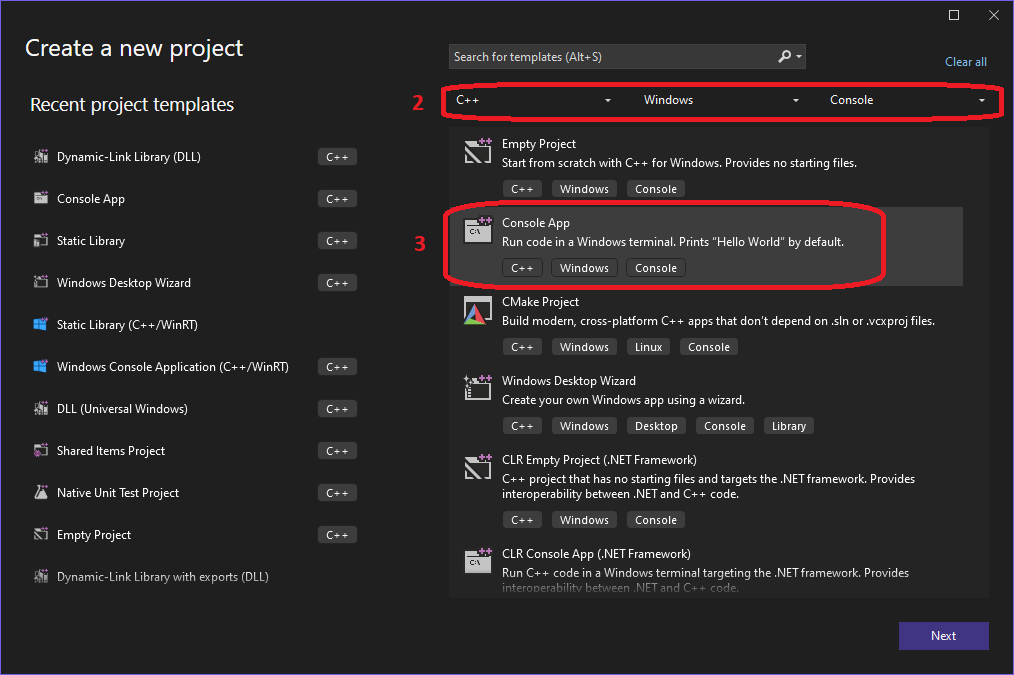 Create a new project
Search for templates (Alt+S)
Clear all
Recent project templates
2
C++ Windows Console
Dynamic-Link Library (DLL) C++
Console App C++
Static Library C++
Windows Desktop Wizard C++
Static Library (C++/WinRT)
Windows Console Application (C++/WinRT) C++
DLL (Universal Windows) C++
Shared Items Project C++
Native Unit Test Project C++
Empty Project C++
Dynamic-Link Library with exports (DLL)
Empty Project
Start from scratch with C++ for Windows. Provides no starting files.
C++ Windows Console
3
Console App
Run code in a Windows terminal. Prints "Hello World" by default.
C++ Windows Console
CMake Project
Build modern, cross-platform C++ apps that don't depend on .sln or .vcxproj files.
C++ Windows Linux Console
Windows Desktop Wizard
Create your own Windows app using a wizard.
C++ Windows Desktop Console Library
CLR Empty Project (.NET Framework)
C++ project that has no starting files and targets the .NET framework. Provides
interoperability between .NET and C++ code.
C++ Windows Console
CLR Console App (.NET Framework)
Run C++ code in a Windows terminal targeting the .NET framework. Provides
interoperability between .NET and C++ code.
Next